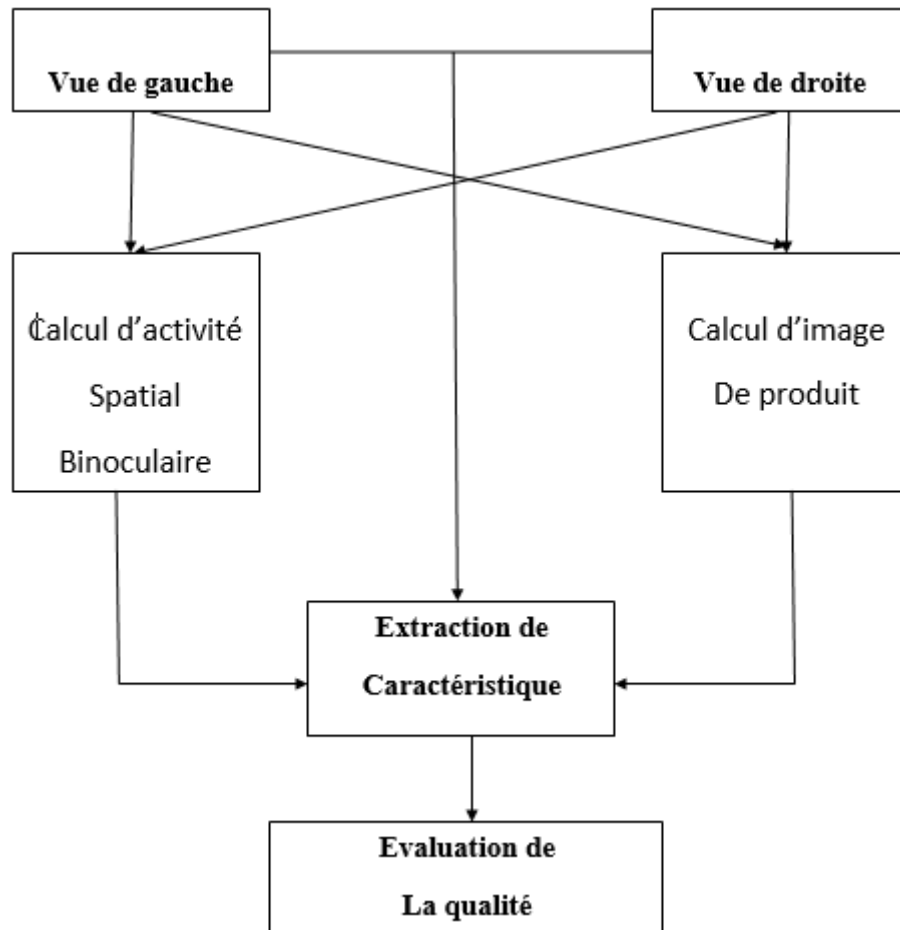 Vue de gauche
Vue de droite
Calcul d’activité
Spatial
Binoculaire
Calcul d’image
De produit
Extraction de
Caractéristique
Evaluation de
La qualité